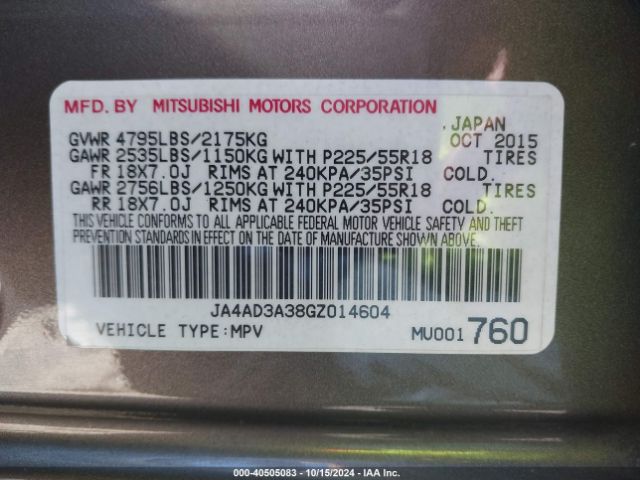 MFD. BY MITSUBISHI MOTORS CORPORATION
. JAPAN
GVWR 4795LBS/2175KG OCT 2015
GAWR 2535LBS/1150KG WITH P225/55R18 TIRES
FR 18X7.0J RIMS AT 240KPA/35PSI COLD.
GAWR 2756LBS/1250KG WITH P225/55R18 TIRES
RR 18X7.0J RIMS AT 240KPA/35PSI COLD.
THIS VEHICLE CONFORMS TO ALL APPLICABLE FEDERAL MOTOR VEHICLE SAFETY AND THEFT
PREVENTION STANDARDS IN EFFECT ON THE DATE OF MANUFACTURE SHOWN ABOVE.
JA4AD3A38GZ014604
VEHICLE TYPE:MPV MU001 760
000-40505083 - 10/15/2024 - IAA Inc.